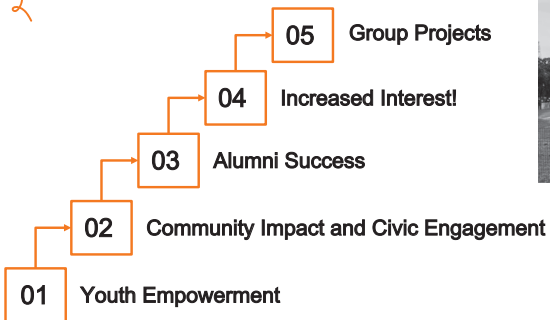 05 Group Projects
04 Increased Interest!
03 Alumni Success
02 Community Impact and Civic Engagement
01 Youth Empowerment